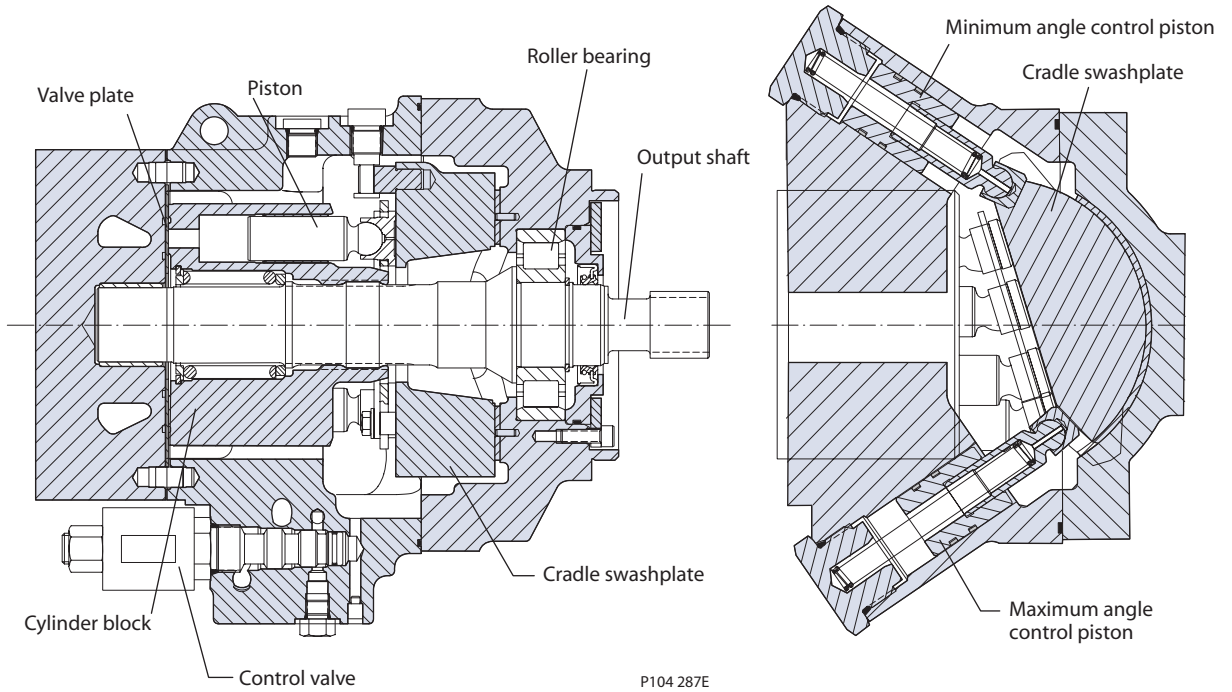 Valve plate
Piston
Roller bearing
Output shaft
Cradle swashplate
Cylinder block
Control valve
Minimum angle control piston
Cradle swashplate
Maximum angle
control piston
P104 287E